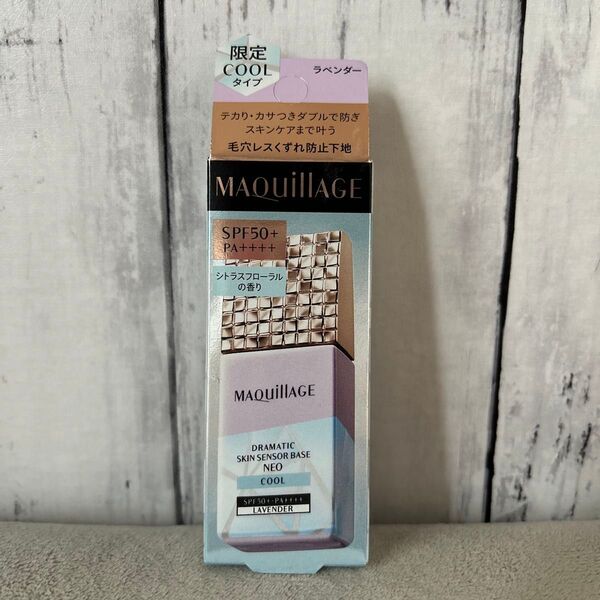 限定
COOL
タイプ
ラベンダー
テカり・カサつきダブルで防ぎ
スキンケアまで叶う
毛穴レスくずれ防止下地
MAQuillAGE
SPF50+
PA++++
シトラスフローラル
の香り
MAQuillAGE
DRAMATIC
SKIN SENSOR BASE
NEO
COOL
SPF50+・PA++++
LAVENDER